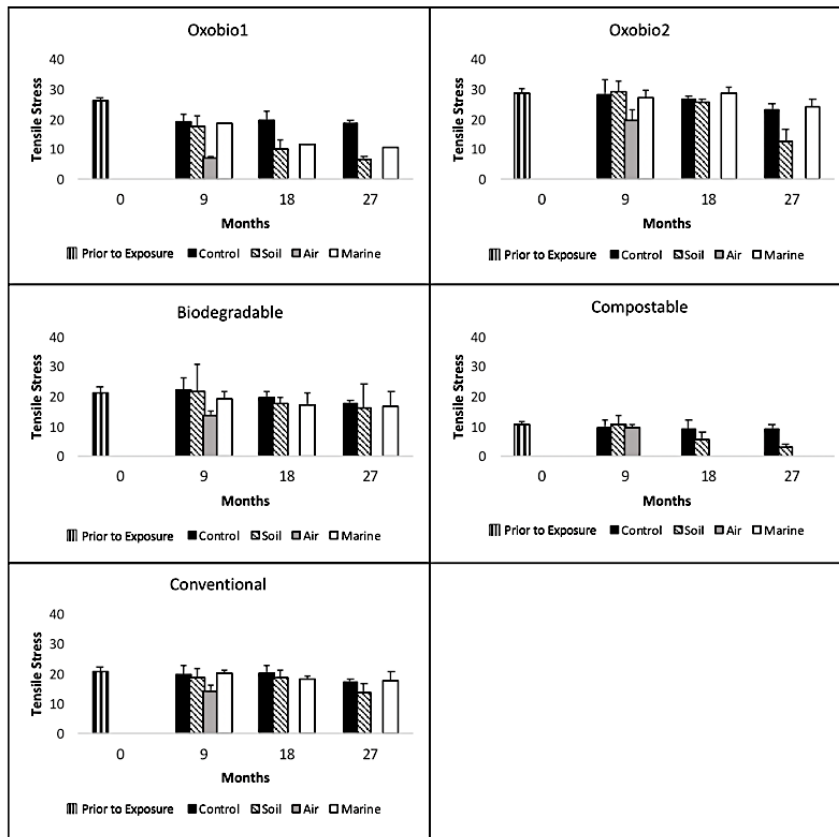 Oxobio1
40
30
20
10
0
Tensile Stress
0 9 18 27
Months
Prior to Exposure Control Soil Air Marine
Oxobio2
40
30
20
10
0
Tensile Stress
0 9 18 27
Months
Prior to Exposure Control Soil Air Marine
Biodegradable
40
30
20
10
0
Tensile Stress
0 9 18 27
Months
Prior to Exposure Control Soil Air Marine
Compostable
40
30
20
10
0
Tensile Stress
0 9 18 27
Months
Prior to Exposure Control Soil Air Marine
Conventional
40
30
20
10
0
Tensile Stress
0 9 18 27
Months
Prior to Exposure Control Soil Air Marine